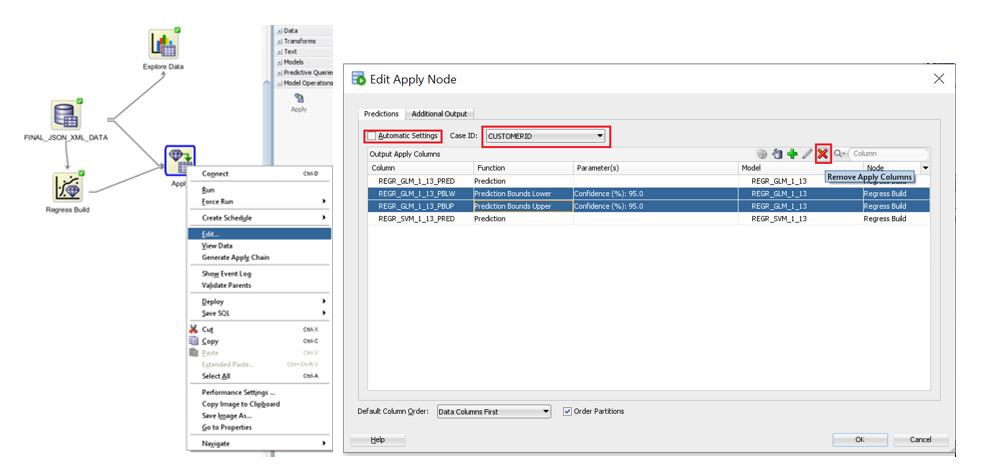 Explore Data
FINAL_JSON_XML_DATA
Regress Build
Apply
Data
Transforms
Text
Models
Predictive Queries
Model Operations
Apply
Connect Ctrl-D
Run
Force Run
Create Schedule
Edit...
View Data
Generate Apply Chain
Show Event Log
Validate Parents
Deploy
Save SQL
Cut Ctrl-X
Copy Ctrl-C
Paste Ctrl-V
Extended Paste... Ctrl+Shift-V
Select All Ctrl-A
Performance Settings ...
Copy Image to Clipboard
Save Image As...
Go to Properties
Navigate
Edit Apply Node
Predictions Additional Output
Automatic Settings Case ID: CUSTOMERID
Output Apply Columns Column
Remove Apply Columns
Column Function Parameter(s) Model Node
REGR_GLM_1_13_PRED Prediction REGR_GLM_1_13 Regress Build
REGR_GLM_1_13_PBLW Prediction Bounds Lower Confidence (%): 95.0 REGR_GLM_1_13 Regress Build
REGR_GLM_1_13_PBUP Prediction Bounds Upper Confidence (%): 95.0 REGR_GLM_1_13 Regress Build
REGR_SVM_1_13_PRED Prediction REGR_SVM_1_13 Regress Build
Default Column Order: Data Columns First Order Partitions
Help OK Cancel